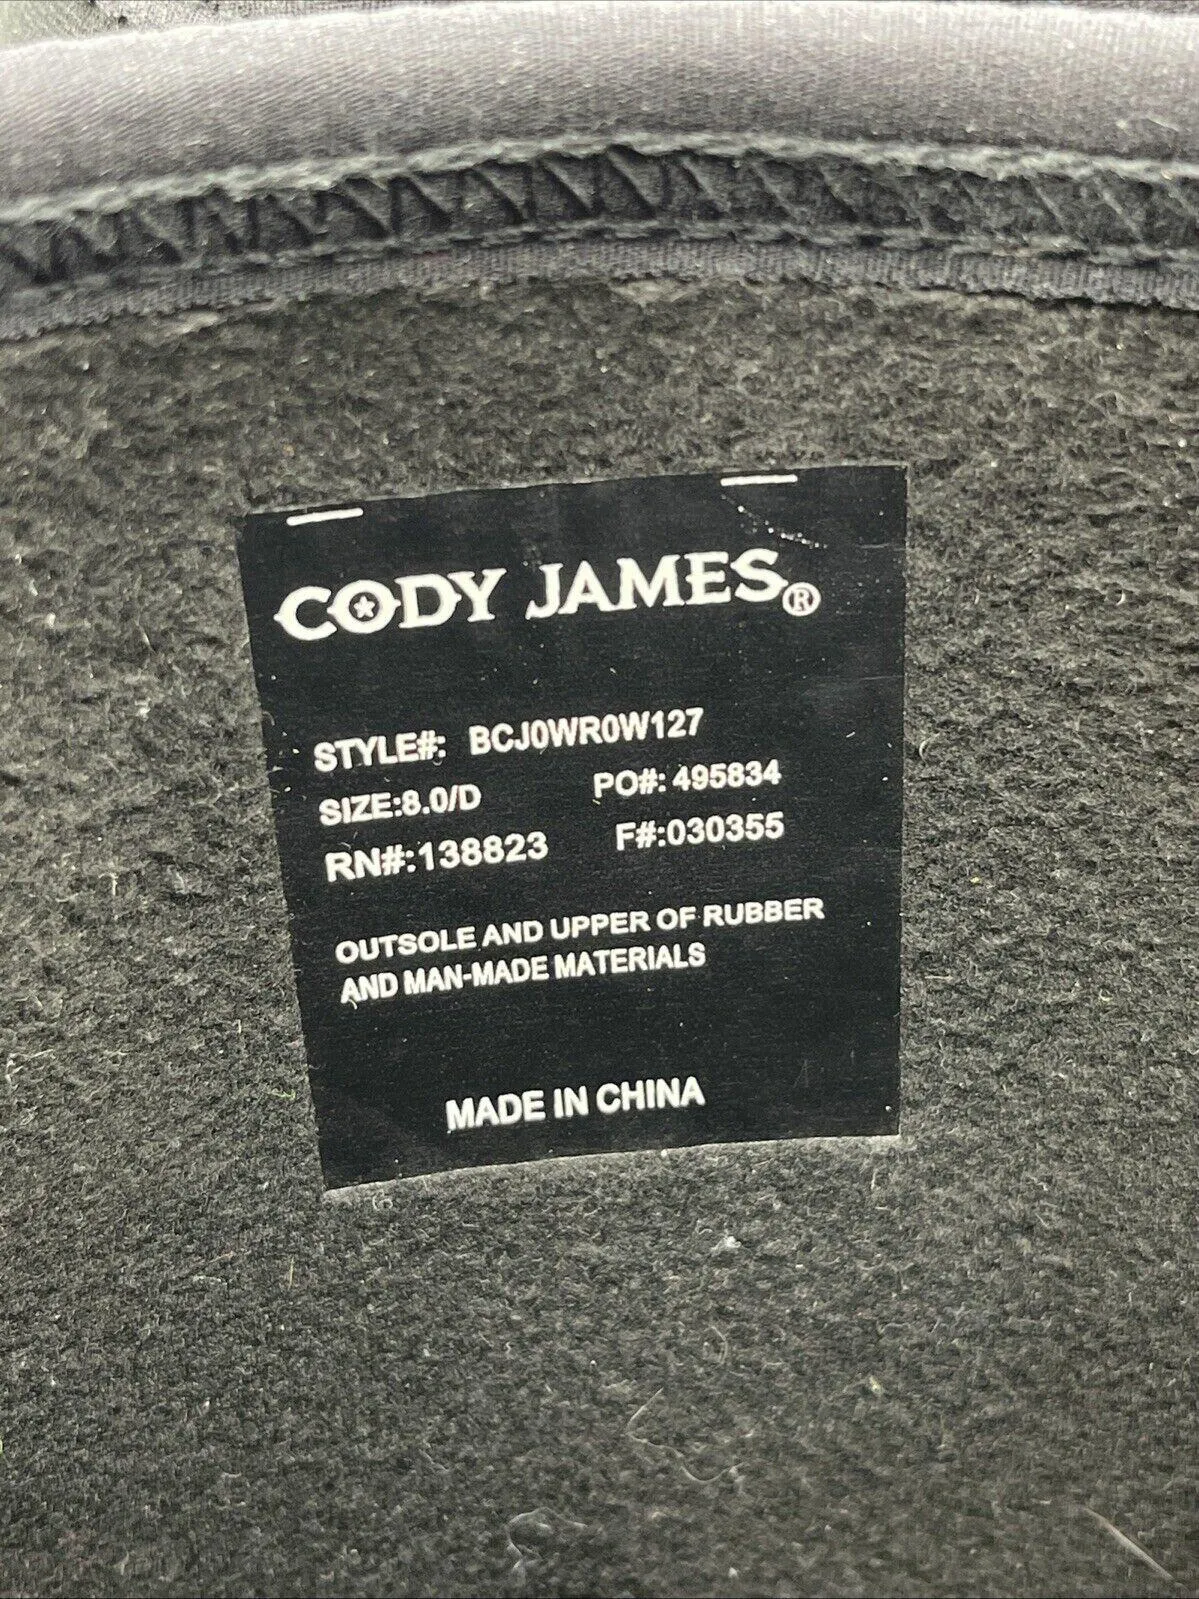 CODY JAMES®
STYLE#: BCJ0WR0W127
SIZE:8.0/D PO#: 495834
RN#:138823 F#:030355
OUTSOLE AND UPPER OF RUBBER
AND MAN-MADE MATERIALS
MADE IN CHINA